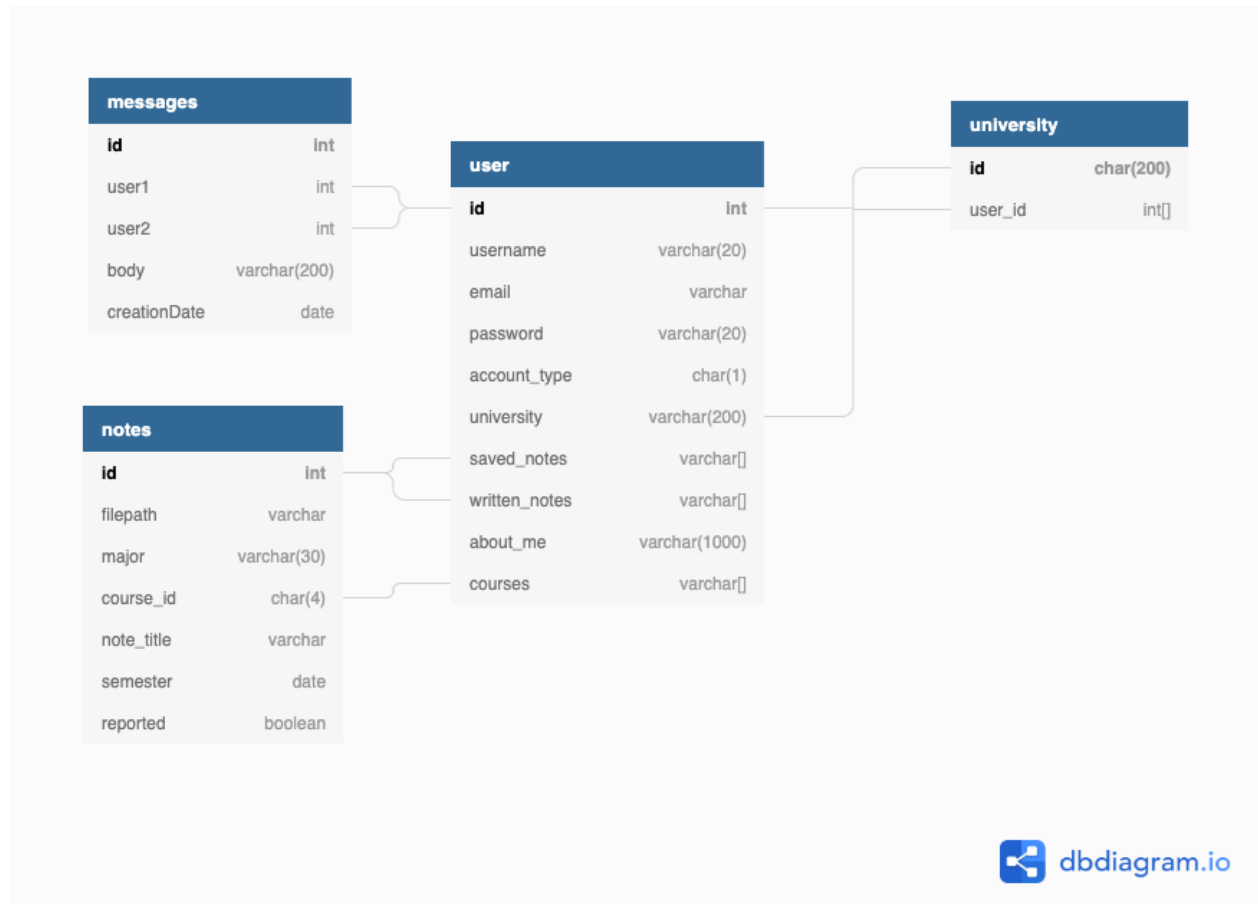 messages
id int
user1 int
user2 int
body varchar(200)
creationDate date
notes
id int
filepath varchar
major varchar(30)
course_id char(4)
note_title varchar
semester date
reported boolean
user
id int
username varchar(20)
email varchar
password varchar(20)
account_type char(1)
university varchar(200)
saved_notes varchar[]
written_notes varchar[]
about_me varchar(1000)
courses varchar[]
university
id char(200)
user_id int[]
dbdiagram.io